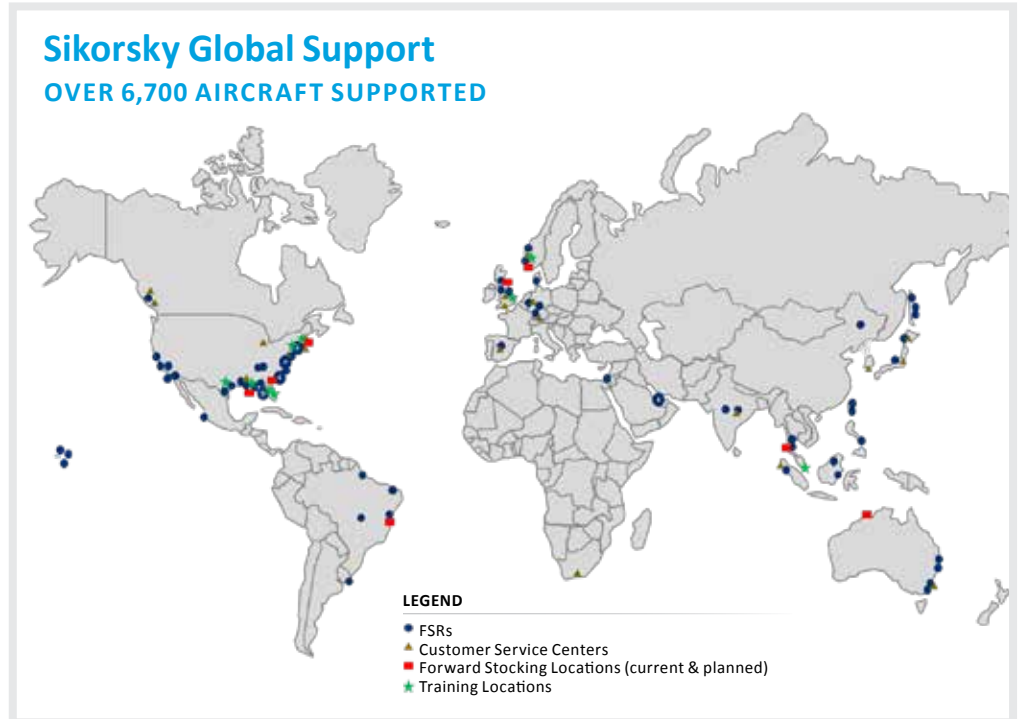 Sikorsky Global Support
OVER 6,700 AIRCRAFT SUPPORTED
LEGEND
FSRs
Customer Service Centers
Forward Stocking Locations (current & planned)
Training Locations